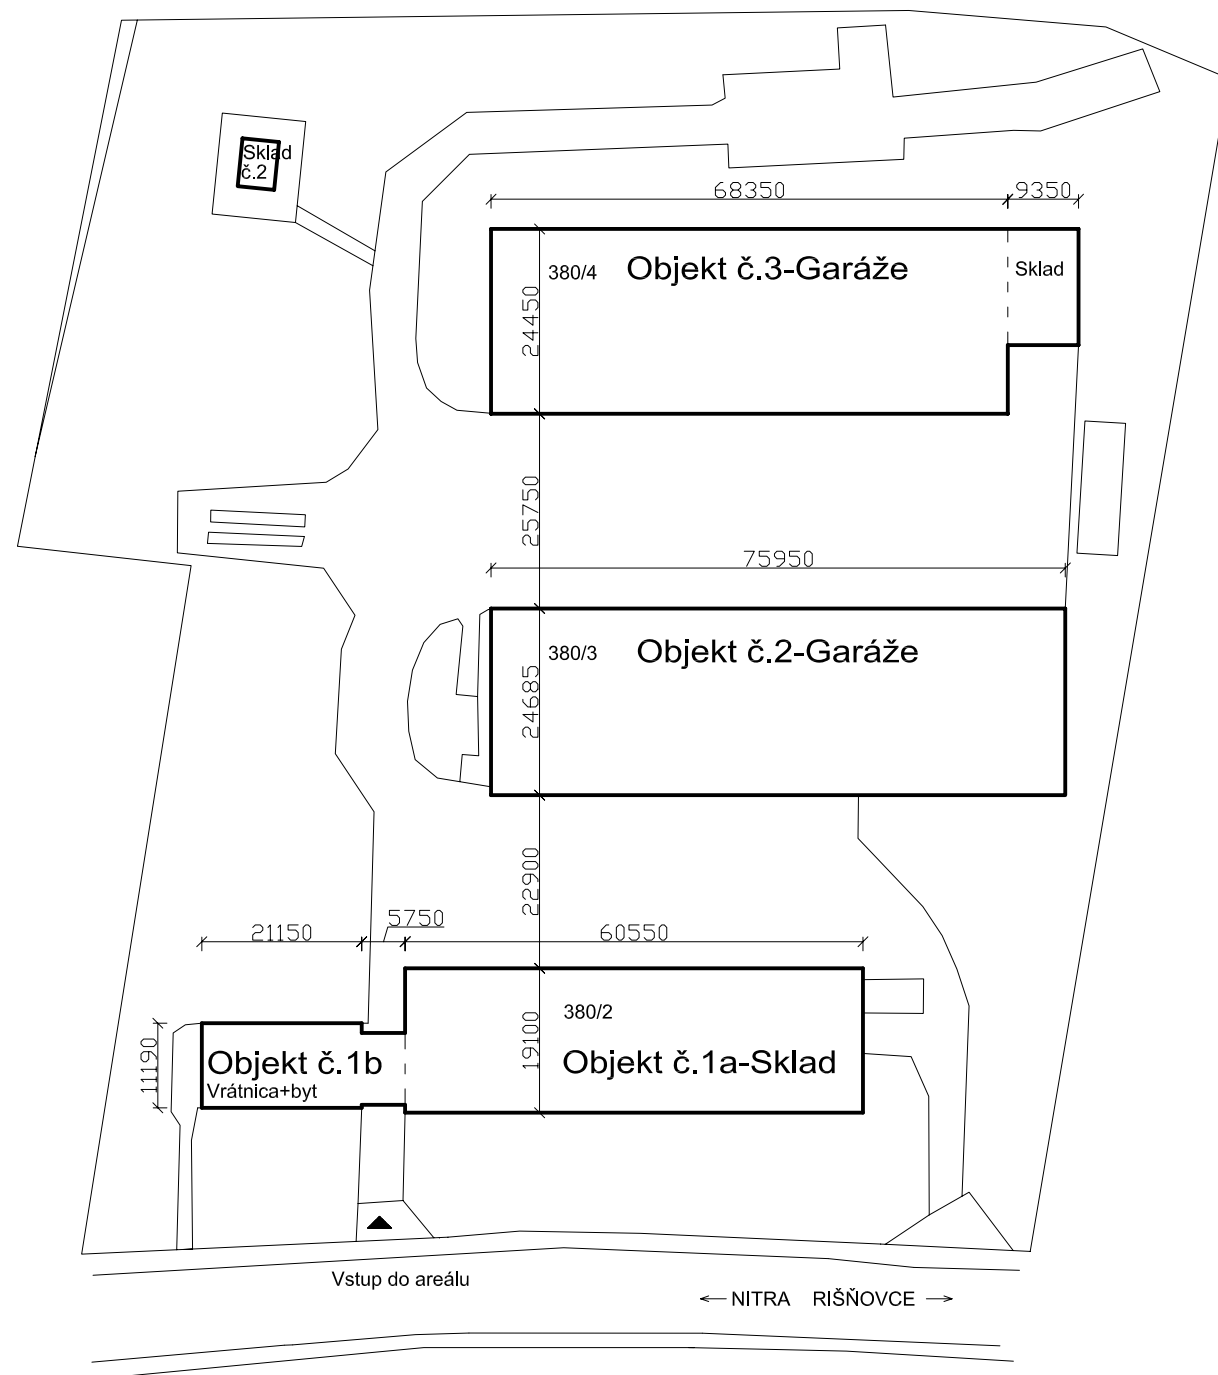 Sklad
č.2
68350
9350
380/4
Objekt č.3-Garáže
Sklad
24450
25750
75950
380/3
Objekt č.2-Garáže
24685
22900
21150
5750
60550
380/2
19100
11190
Objekt č.1b
Vrátnica+byt
Objekt č.1a-Sklad
Vstup do areálu
← NITRA RIŠŇOVCE →